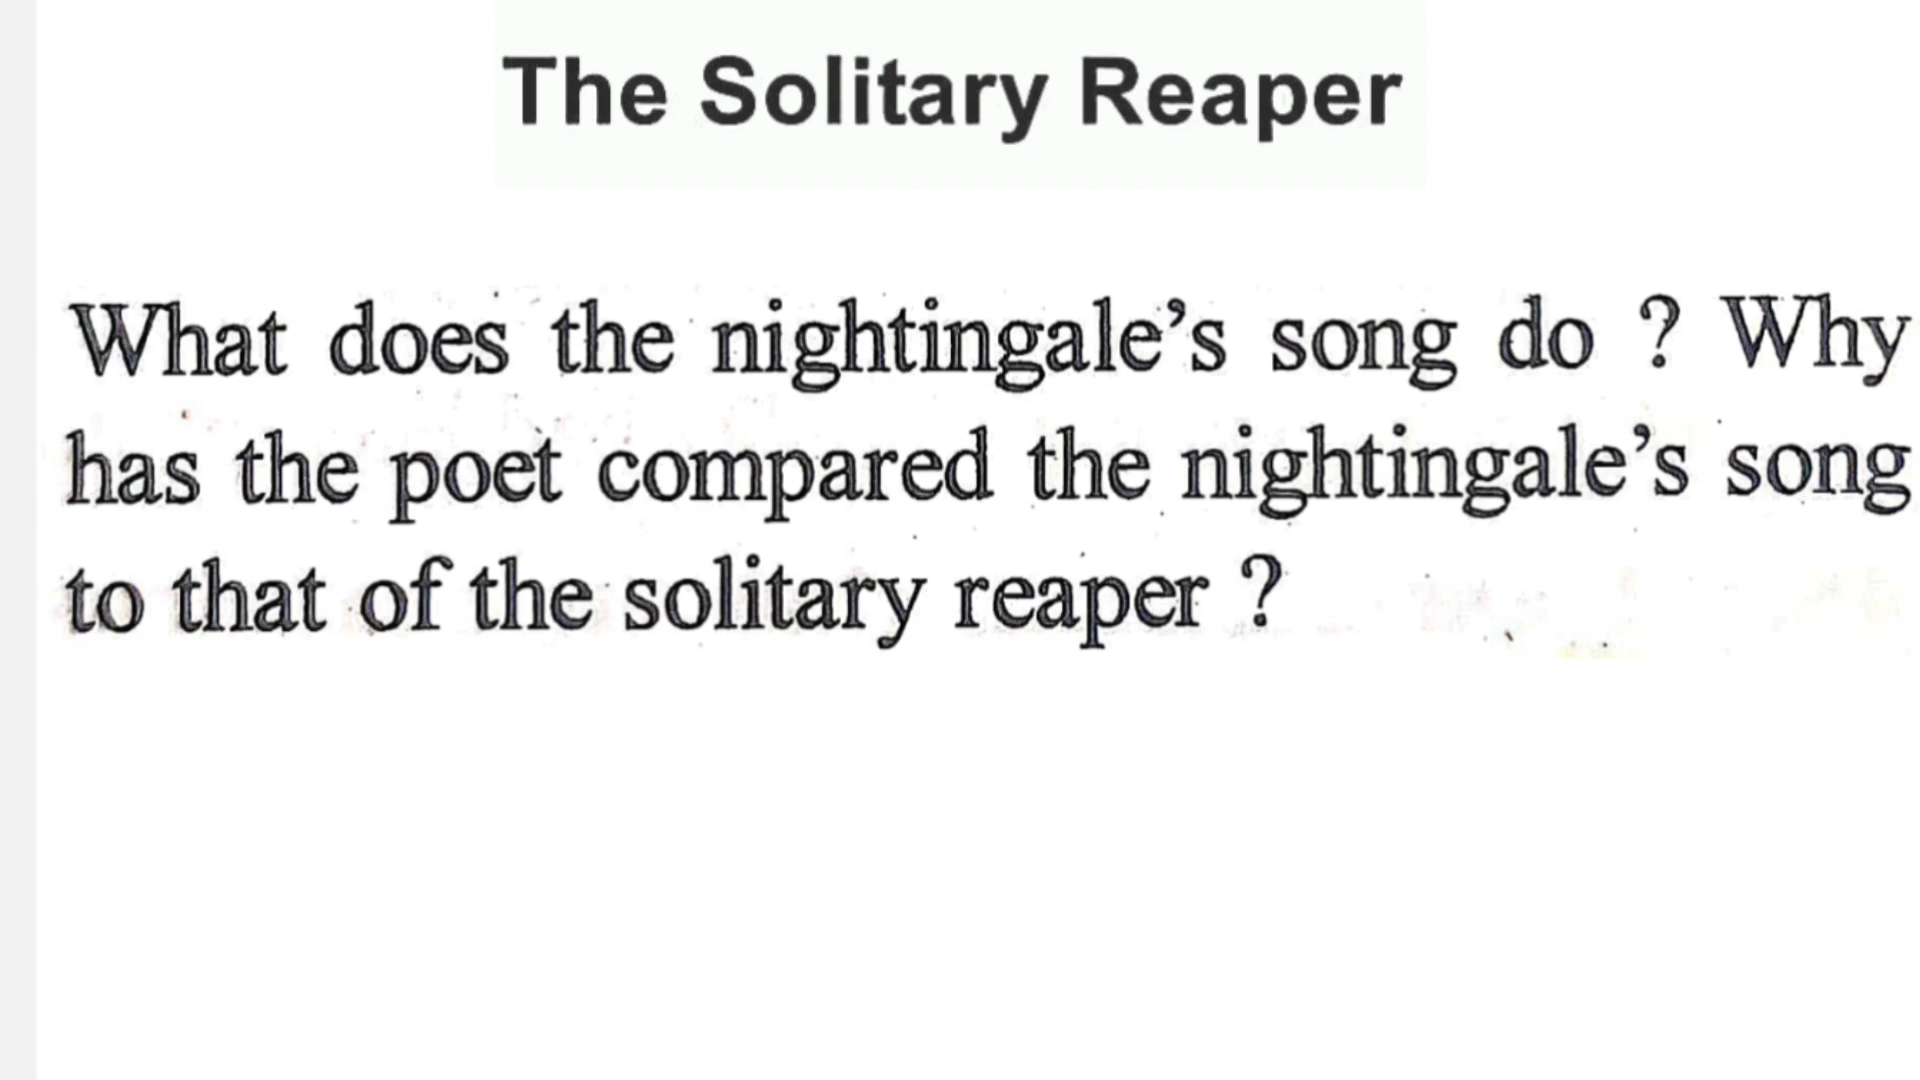 The Solitary Reaper
What does the nightingale’s song do ? Why
has the poet compared the nightingale’s song
to that of the solitary reaper ?